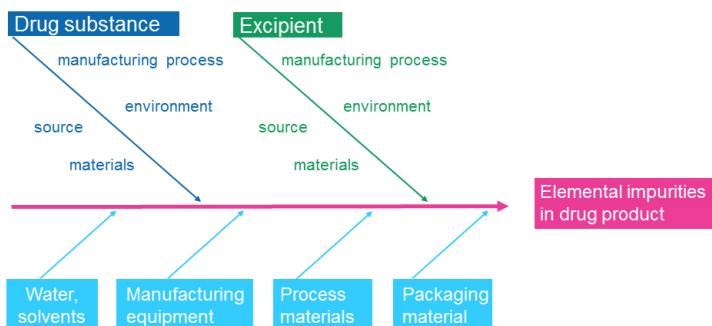 Drug substance
Excipient
manufacturing process
manufacturing process
environment
environment
source
source
materials
materials
Elemental impurities
in drug product
Water,
solvents
Manufacturing
equipment
Process
materials
Packaging
material